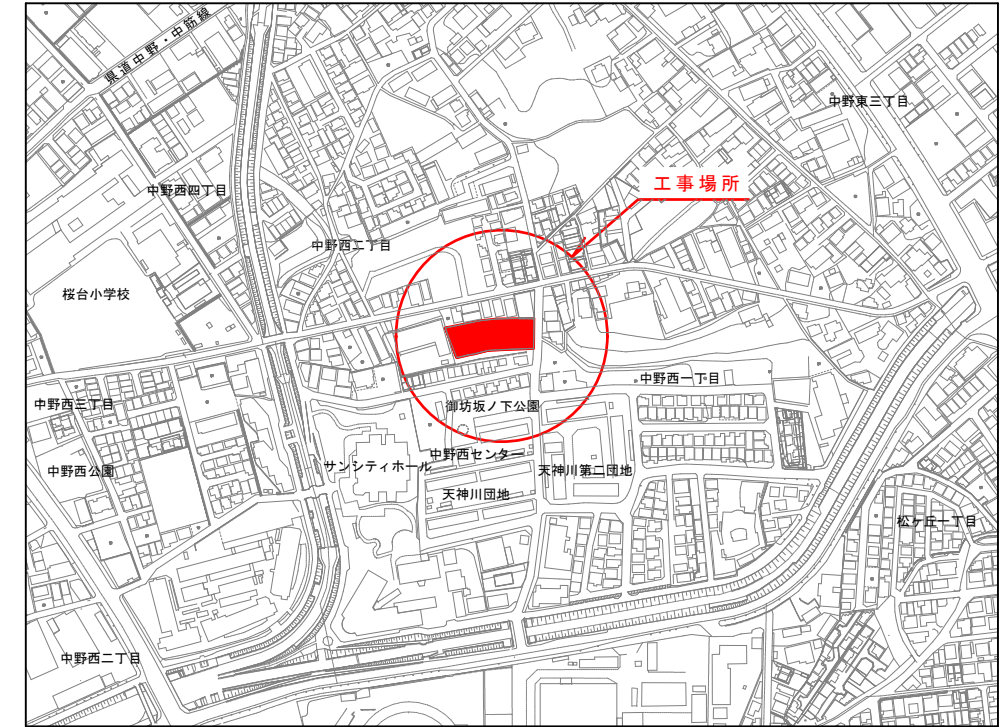 県道中野・中筋線
中野東三丁目
工事場所
中野西四丁目
中野西二丁目
桜台小学校
中野西一丁目
中野西三丁目
御坊坂ノ下公園
中野西センター
中野西公園
サンシティホール
天神川第二団地
天神川団地
松ヶ丘一丁目
中野西二丁目